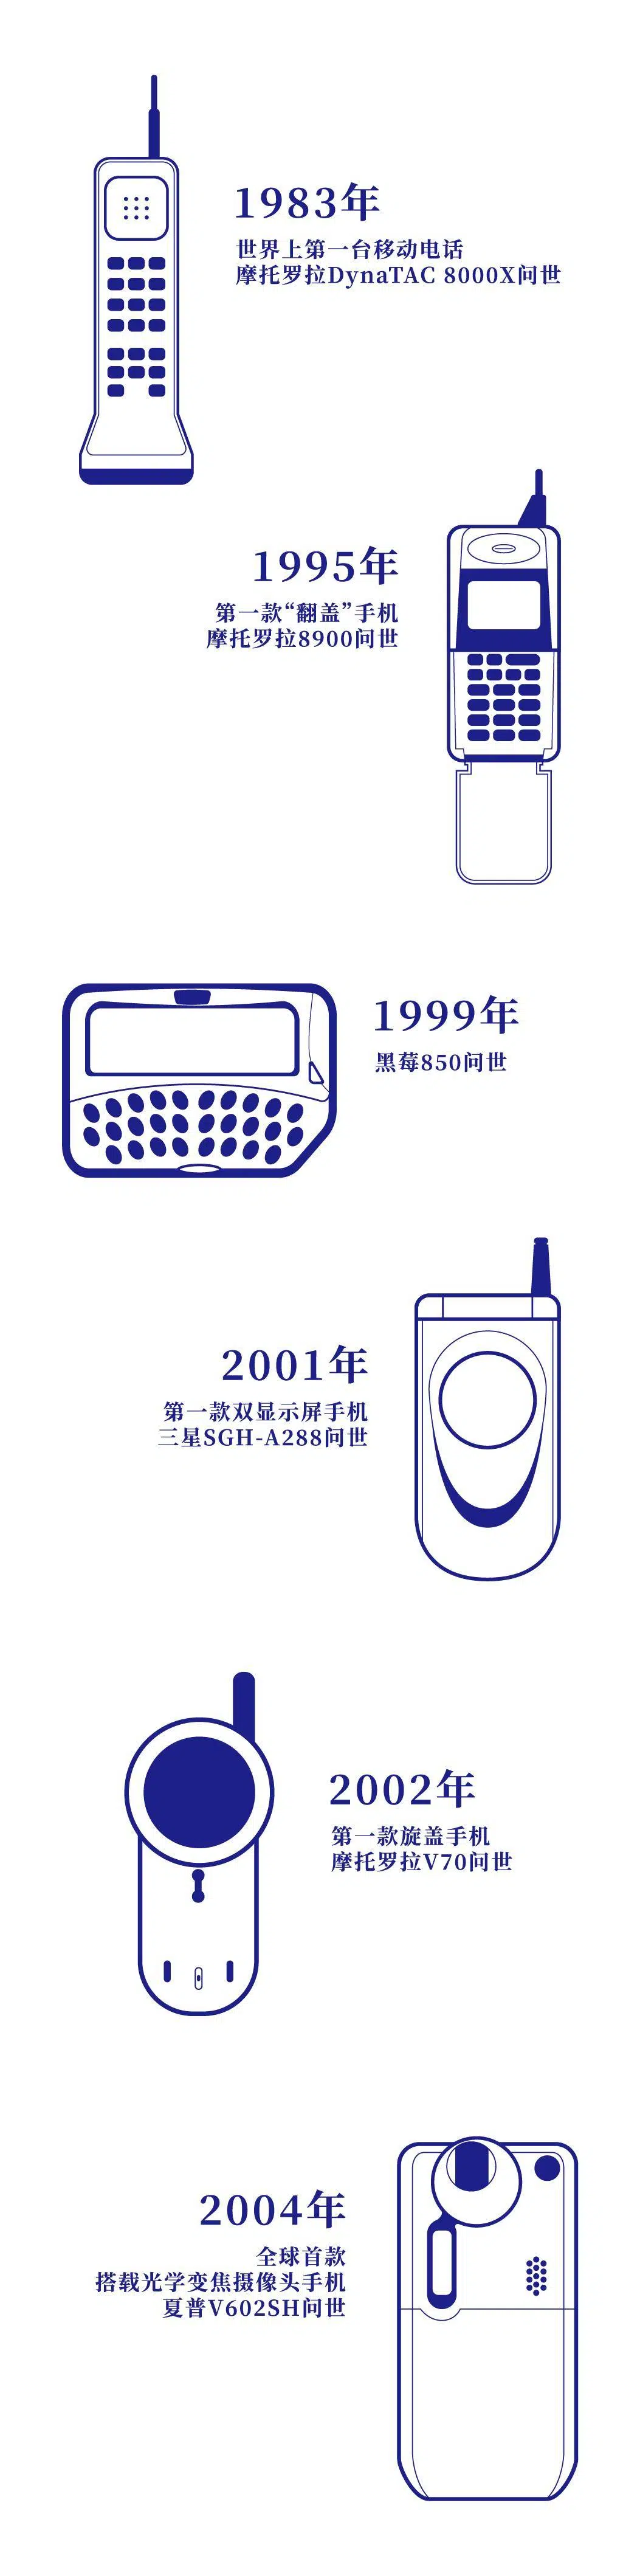 1983年
世界上第一台移动电话
摩托罗拉DynaTAC 8000X问世
1995年
第一款“翻盖”手机
摩托罗拉8900问世
1999年
黑莓850问世
2001年
第一款双显示屏手机
三星SGH-A288问世
2002年
第一款旋盖手机
摩托罗拉V70问世
2004年
全球首款
搭载光学变焦摄像头手机
夏普V602SH问世